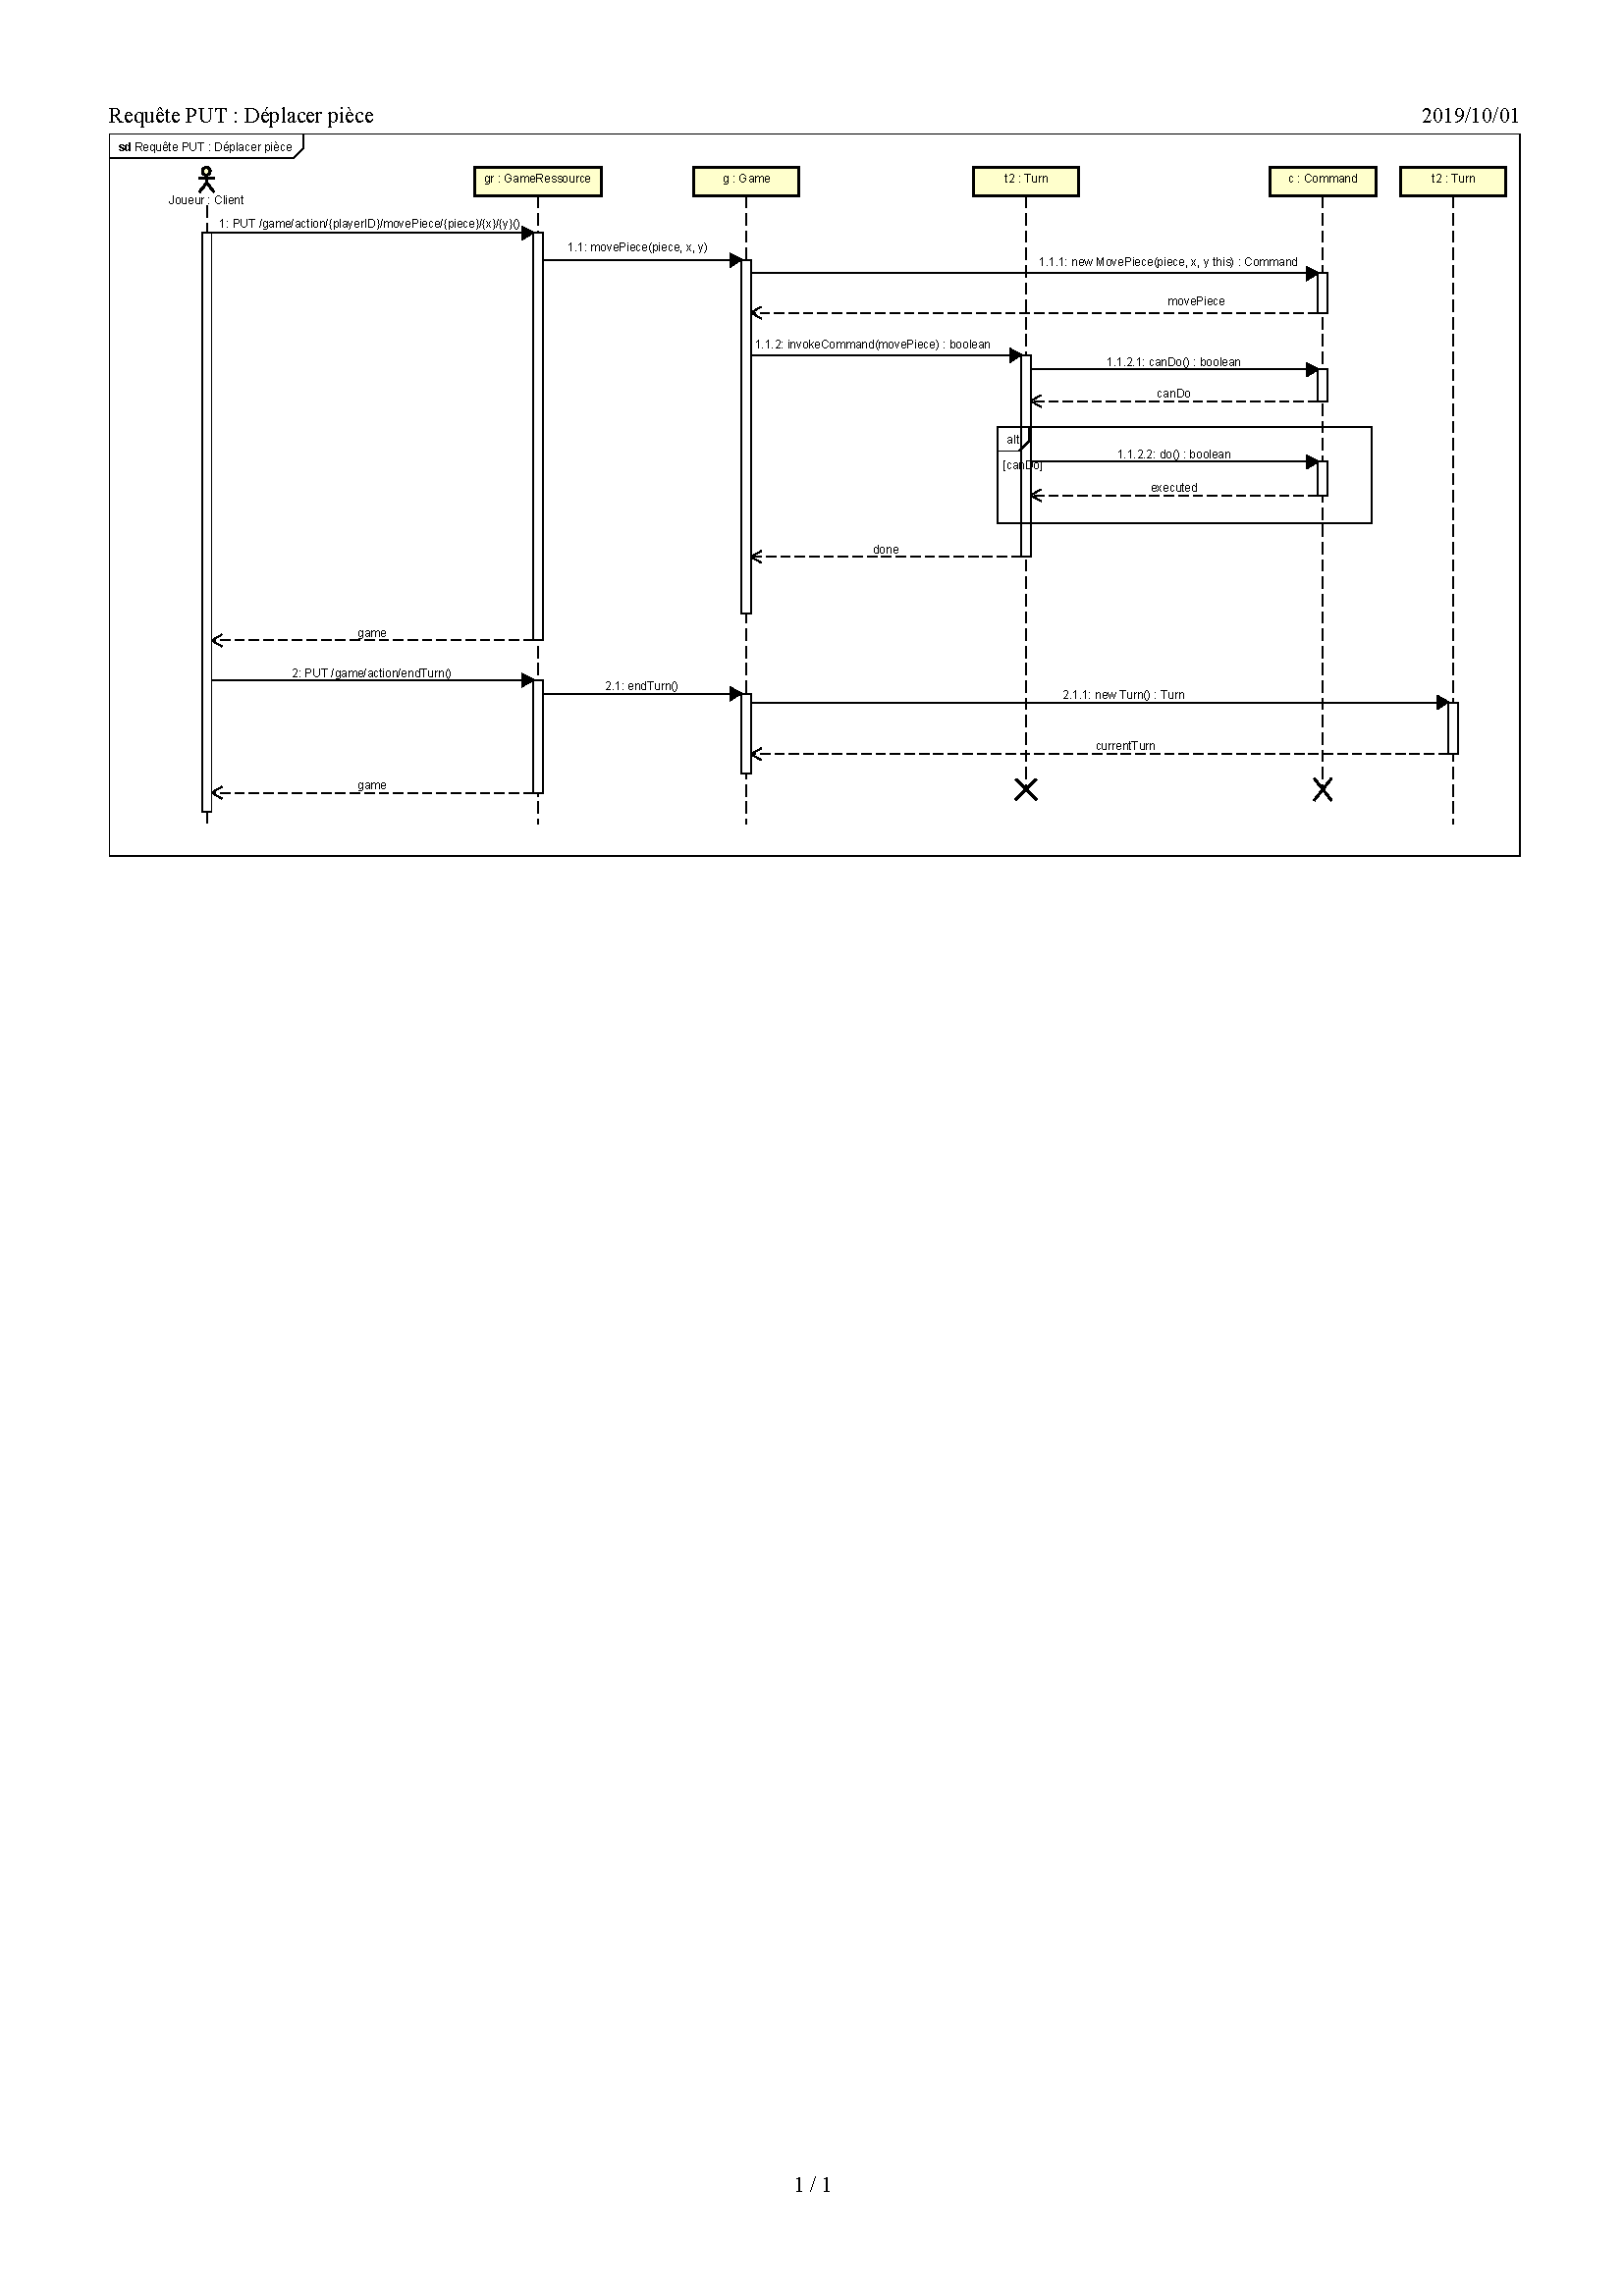 Requête PUT : Déplacer pièce 2019/10/01
sd Requête PUT : Déplacer pièce
gr : GameRessource g : Game t2 : Turn c : Command t2 : Turn
Joueur : Client
1: PUT /game/action/{playerID}/movePiece/{piece}/{x}/{y}()
1.1: movePiece(piece, x, y)
1.1.1: new MovePiece(piece, x, y this) : Command
movePiece
1.1.2: invokeCommand(movePiece) : boolean
1.1.2.1: canDo() : boolean
canDo
alt
1.1.2.2: do() : boolean
[canDo]
executed
done
game
2: PUT /game/action/endTurn()
2.1: endTurn()
2.1.1: new Turn() : Turn
currentTurn
game
1 / 1